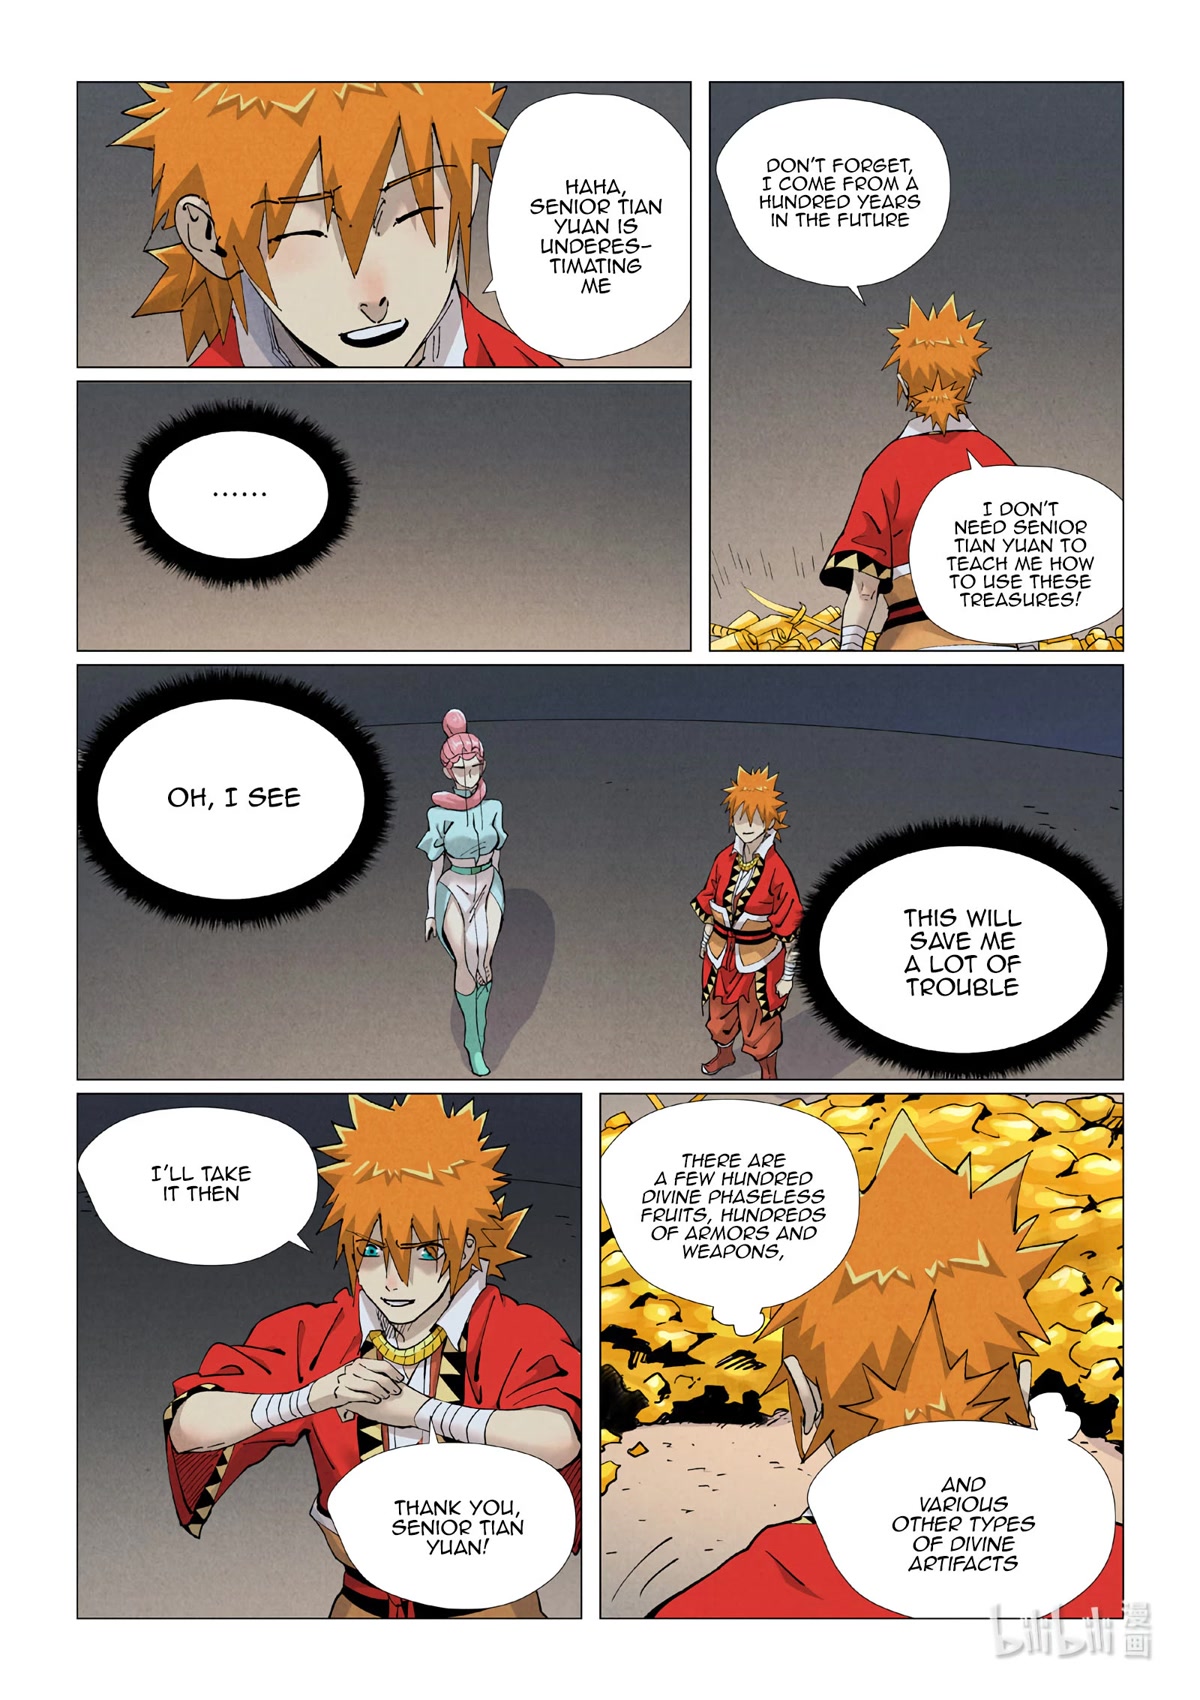 HAHA,
SENIOR TIAN
YUAN IS
UNDERES-
TIMATING
ME
DON'T FORGET,
I COME FROM A
HUNDRED YEARS
IN THE FUTURE
I DON'T
NEED SENIOR
TIAN YUAN TO
TEACH ME HOW
TO USE THESE
TREASURES!
......
OH, I SEE
THIS WILL
SAVE ME
A LOT OF
TROUBLE
I'LL TAKE
IT THEN
THANK YOU,
SENIOR TIAN
YUAN!
THERE ARE
A FEW HUNDRED
DIVINE PHASELESS
FRUITS, HUNDREDS
OF ARMORS AND
WEAPONS,
AND
VARIOUS
OTHER TYPES
OF DIVINE
ARTIFACTS
bilibili 漫画